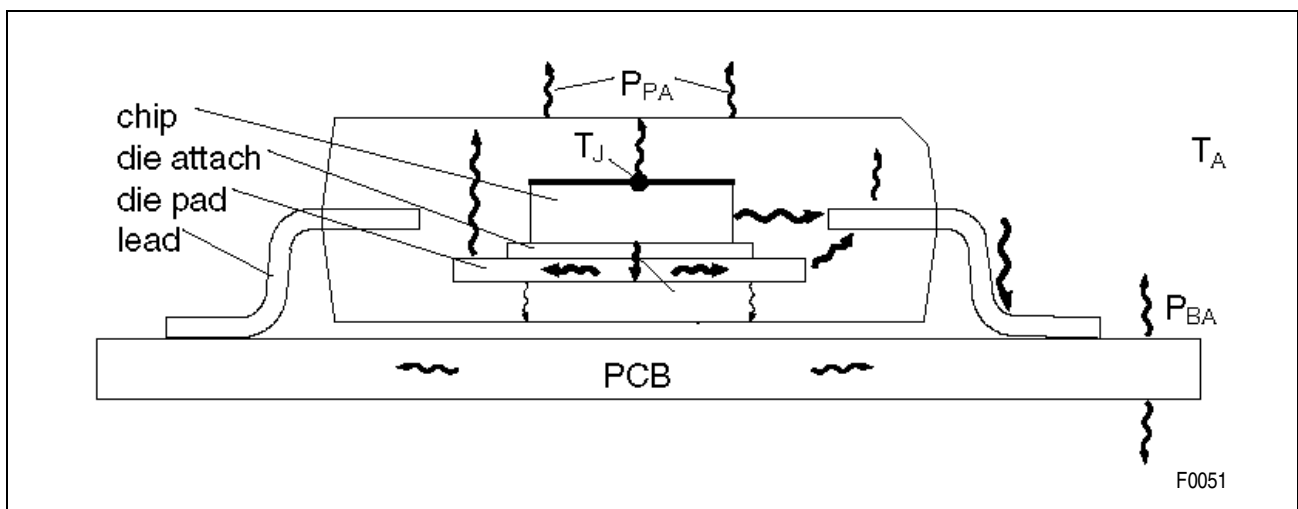 P_PA
chip
die attach
die pad
lead
T_J
T_A
P_BA
PCB
F0051